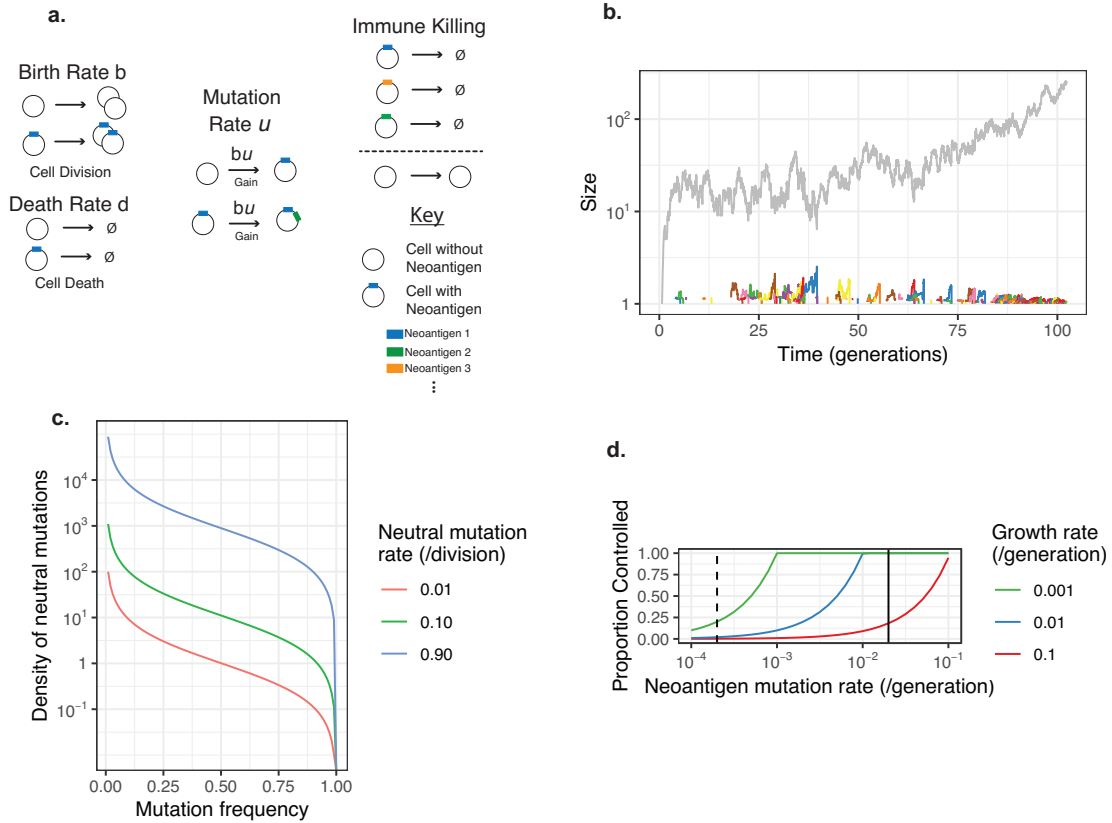 a.
Birth Rate b
Cell Division
Death Rate d
Ø
Ø
Cell Death
Mutation
Rate u
bu
Gain
bu
Gain
Immune Killing
Ø
Ø
Ø
Key
Cell without
Neoantigen
Cell with
Neoantigen
Neoantigen 1
Neoantigen 2
Neoantigen 3
b.
Size
10²
10¹
1
0
25
50
75
100
Time (generations)
c.
Density of neutral mutations
10⁴
10³
10²
10¹
1
10⁻¹
0.00
0.25
0.50
0.75
1.00
Mutation frequency
Neutral mutation
rate (/division)
0.01
0.10
0.90
d.
Proportion Controlled
1.00
0.75
0.50
0.25
0.00
10⁻⁴
10⁻³
10⁻²
10⁻¹
Neoantigen mutation rate (/generation)
Growth rate
(/generation)
0.001
0.01
0.1